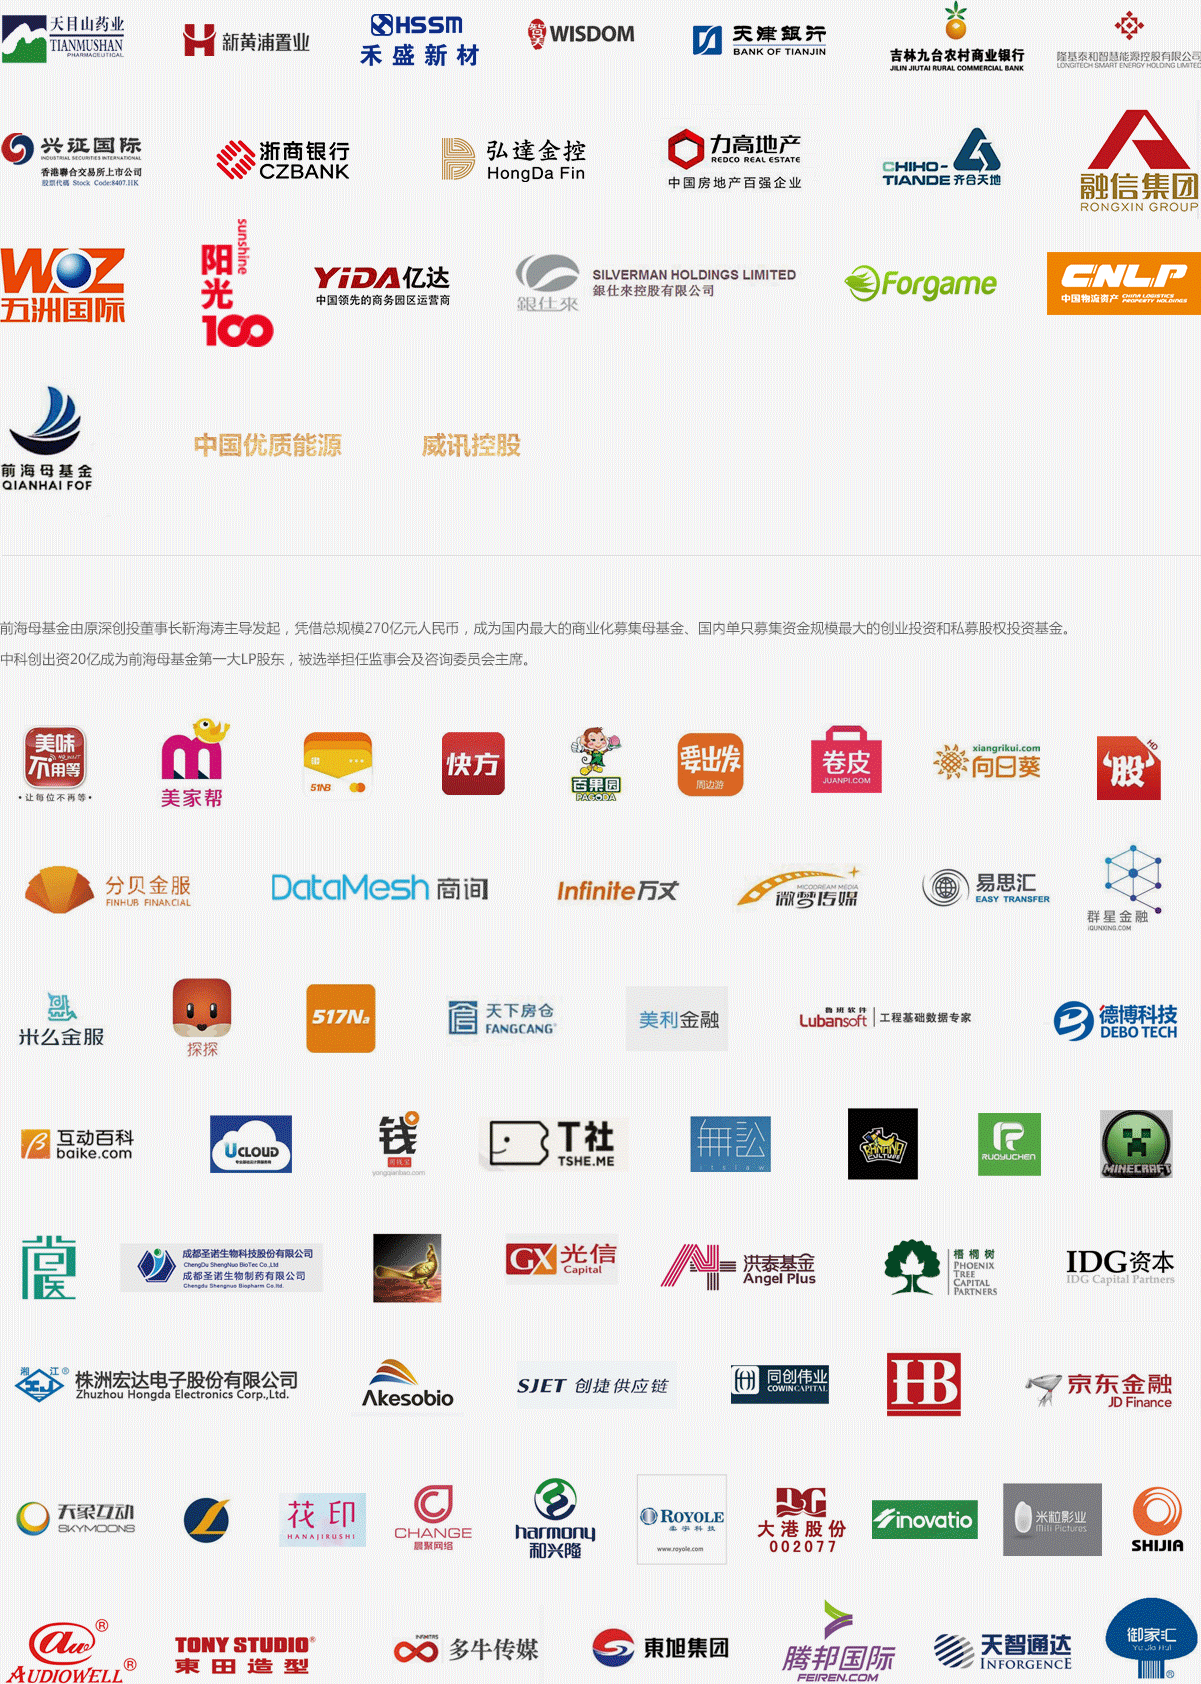 天目山药业
TIANMUSHAN
PHARMACEUTICAL
新黄浦置业
HSSM
禾盛新材
WISDOM
天津銀行
BANK OF TIANJIN
吉林九台农村商业银行
JILIN JIUTAI RURAL COMMERCIAL BANK
隆基泰和智慧能源控股有限公司
LONGITECH SMART ENERGY HOLDING LIMITED
兴证国际
INDUSTRIAL SECURITIES INTERNATIONAL
香港聯合交易所上市公司
股票代碼 Stock Code:8407.HK
浙商银行
CZBANK
弘達金控
HongDa Fin
力高地产
REDCO REAL ESTATE
中国房地产百强企业
CHIHO-
TIANDE 齐合天地
融信集团
RONGXIN GROUP
WOZ
五洲国际
sunshine
阳光
100
YiDA亿达
中国领先的商务园区运营商
銀仕來
SILVERMAN HOLDINGS LIMITED
銀仕來控股有限公司
Forgame
CNLP
中国物流资产 CHINA LOGISTICS
PROPERTY HOLDINGS
前海母基金
QIANHAI FOF
中国优质能源
威讯控股
前海母基金由原深创投董事长靳海涛主导发起，凭借总规模270亿元人民币，成为国内最大的商业化募集母基金、国内单只募集资金规模最大的创业投资和私募股权投资基金。
中科创出资20亿成为前海母基金第一大LP股东，被选举担任监事会及咨询委员会主席。
美味
不用等
NO WAIT
•让每位不再等•
美家帮
51NB
快方
百果园
PAGODA
要出发
周边游
卷皮
JUANPI.COM
xiangrikui.com
向日葵
股
HD
分贝金服
FINHUB FINANCIAL
DataMesh 商询
Infinite万丈
MICODREAM MEDIA
微梦传媒
易思汇
EASY TRANSFER
群星金融
iQUNXING.COM
米么金服
探探
517Na
天下房仓
FANGCANG
美利金融
鲁班软件
Lubansoft
工程基础数据专家
德博科技
DEBO TECH
互动百科
baike.com
UCLOUD
钱
yongqianbao.com
T社
TSHE.ME
無訟
itslaw
BANANA
CULTURE
RUOYUCHEN
MINECRAFT
成都圣诺生物科技股份有限公司
ChengDu ShengNuo BioTec Co.,Ltd
成都圣诺生物制药有限公司
Chengdu Shengnuo Biopharm Co.ltd.
GX光信
Capital
洪泰基金
Angel Plus
梧桐树
PHOENIX
TREE
CAPITAL
PARTNERS
IDG资本
IDG Capital Partners
湘江®
株洲宏达电子股份有限公司
Zhuzhou Hongda Electronics Corp.,Ltd.
Akesobio
SJET 创捷供应链
同创伟业
COWIN CAPITAL
HB
京东金融
JD Finance
天象互动
SKYMOONS
花印
HANAJIRUSHI
CHANGE
晨聚网络
harmony
和兴隆
ROYOLE
柔宇科技
www.royole.com
DG
大港股份
002077
inovatio
米粒影业
Mili Pictures
SHIJIA
aw®
AUDIOWELL®
TONY STUDIO®
東田造型
INFINITIES
多牛传媒
東旭集团
腾邦国际
FEIREN.COM
天智通达
INFORGENCE
御家汇
Yu Jia Hui
®